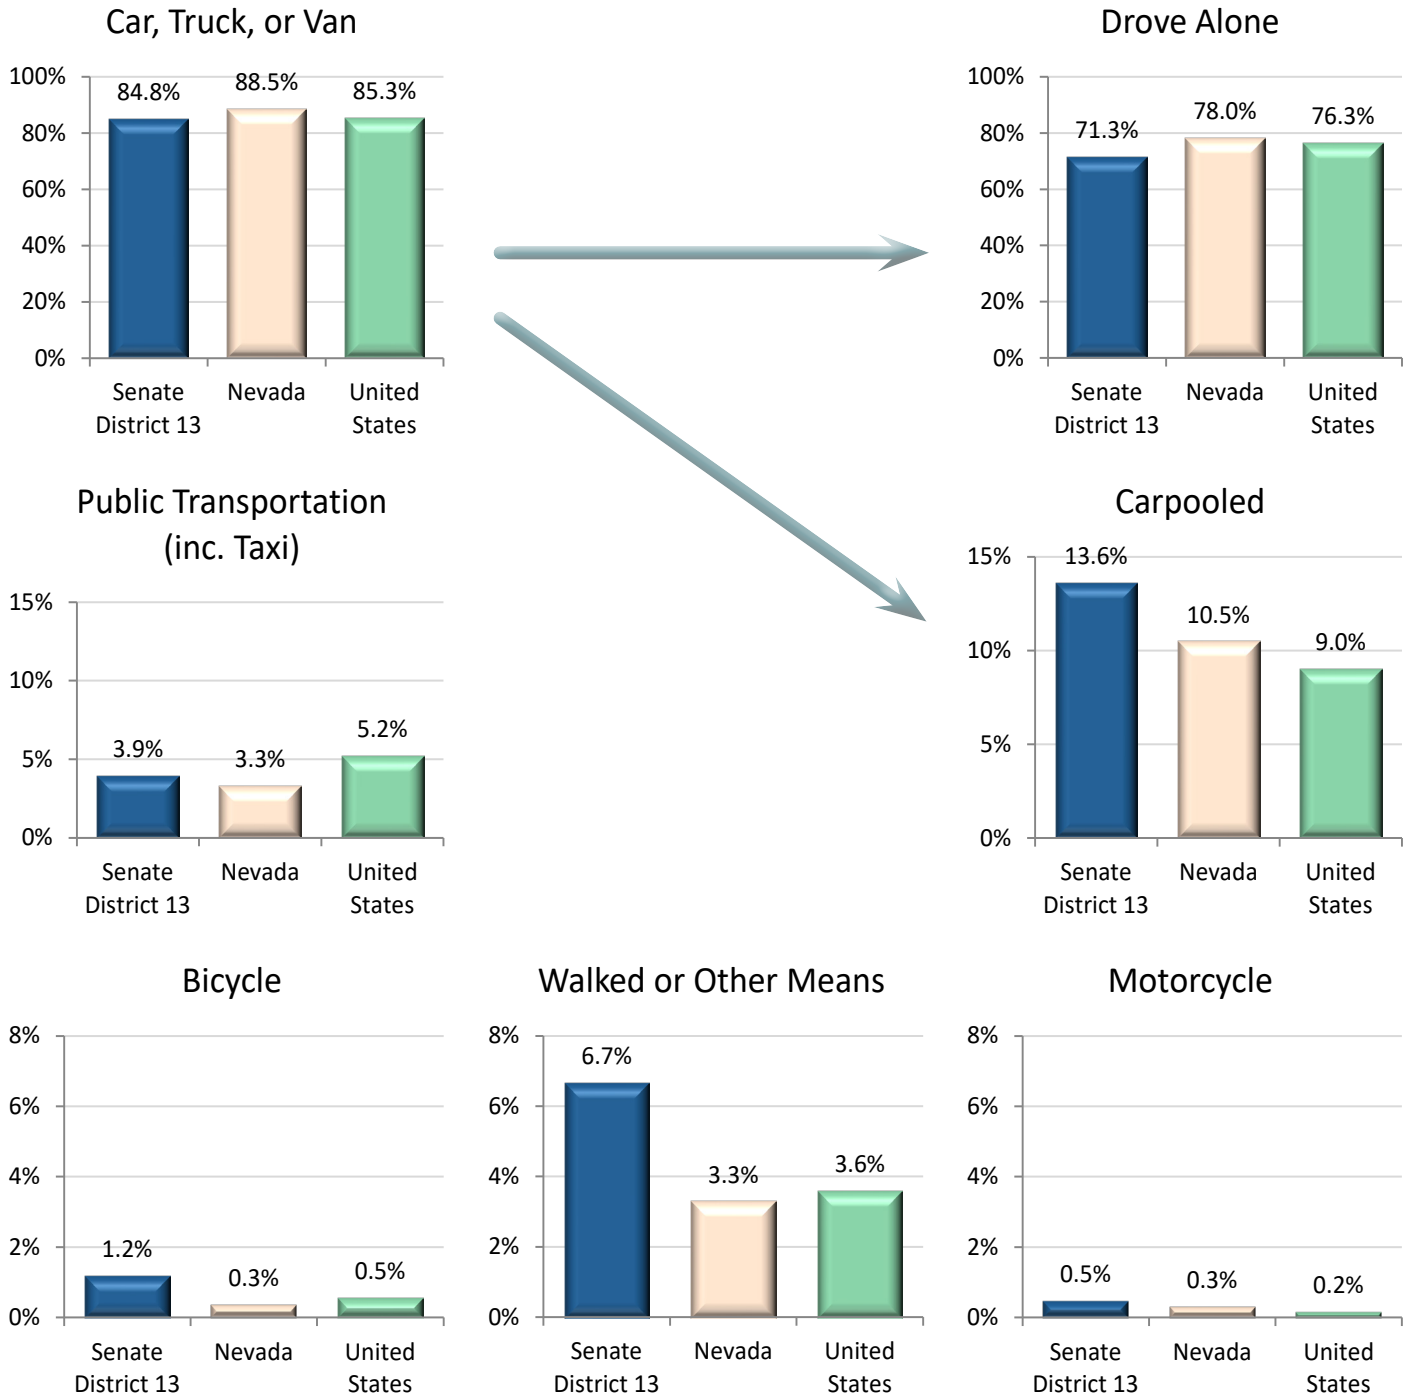 Car, Truck, or Van
100%
80%
60%
40%
20%
0%
84.8%
88.5%
85.3%
Senate
District 13
Nevada
United
States
Drove Alone
100%
80%
60%
40%
20%
0%
71.3%
78.0%
76.3%
Senate
District 13
Nevada
United
States
Public Transportation
(inc. Taxi)
15%
10%
5%
0%
3.9%
3.3%
5.2%
Senate
District 13
Nevada
United
States
Carpooled
15%
10%
5%
0%
13.6%
10.5%
9.0%
Senate
District 13
Nevada
United
States
Bicycle
8%
6%
4%
2%
0%
1.2%
0.3%
0.5%
Senate
District 13
Nevada
United
States
Walked or Other Means
8%
6%
4%
2%
0%
6.7%
3.3%
3.6%
Senate
District 13
Nevada
United
States
Motorcycle
8%
6%
4%
2%
0%
0.5%
0.3%
0.2%
Senate
District 13
Nevada
United
States